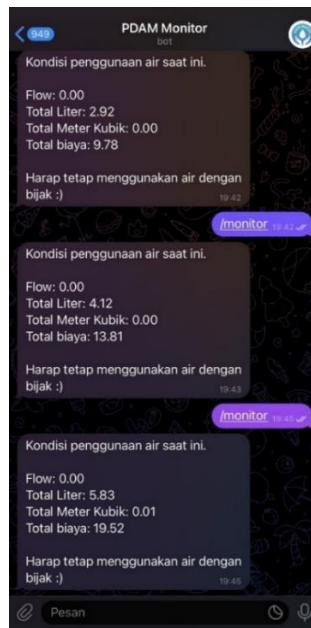 949
PDAM Monitor
bot
Kondisi penggunaan air saat ini.
Flow: 0.00
Total Liter: 2.92
Total Meter Kubik: 0.00
Total biaya: 9.78
Harap tetap menggunakan air dengan
bijak :)
19:42
/monitor 19:42
Kondisi penggunaan air saat ini.
Flow: 0.00
Total Liter: 4.12
Total Meter Kubik: 0.00
Total biaya: 13.81
Harap tetap menggunakan air dengan
bijak :)
19:43
/monitor 19:45
Kondisi penggunaan air saat ini.
Flow: 0.00
Total Liter: 5.83
Total Meter Kubik: 0.01
Total biaya: 19.52
Harap tetap menggunakan air dengan
bijak :)
19:45
Pesan